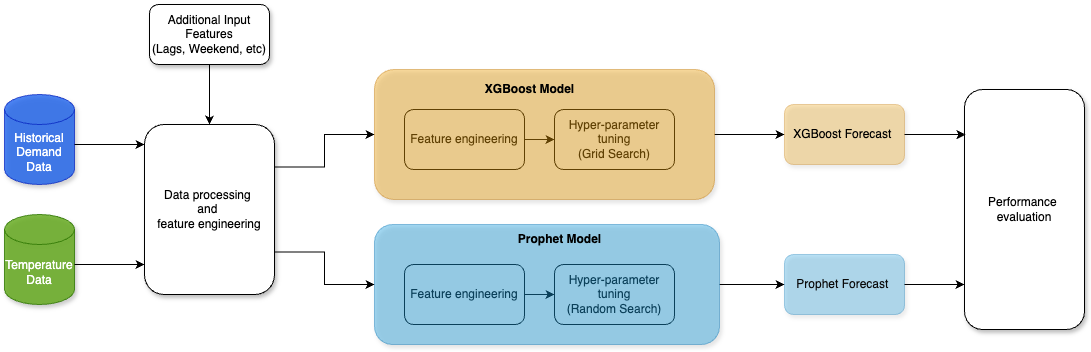 Additional Input
Features
(Lags, Weekend, etc)
Historical
Demand
Data
Temperature
Data
Data processing
and
feature engineering
XGBoost Model
Feature engineering
Hyper-parameter
tuning
(Grid Search)
XGBoost Forecast
Prophet Model
Feature engineering
Hyper-parameter
tuning
(Random Search)
Prophet Forecast
Performance
evaluation